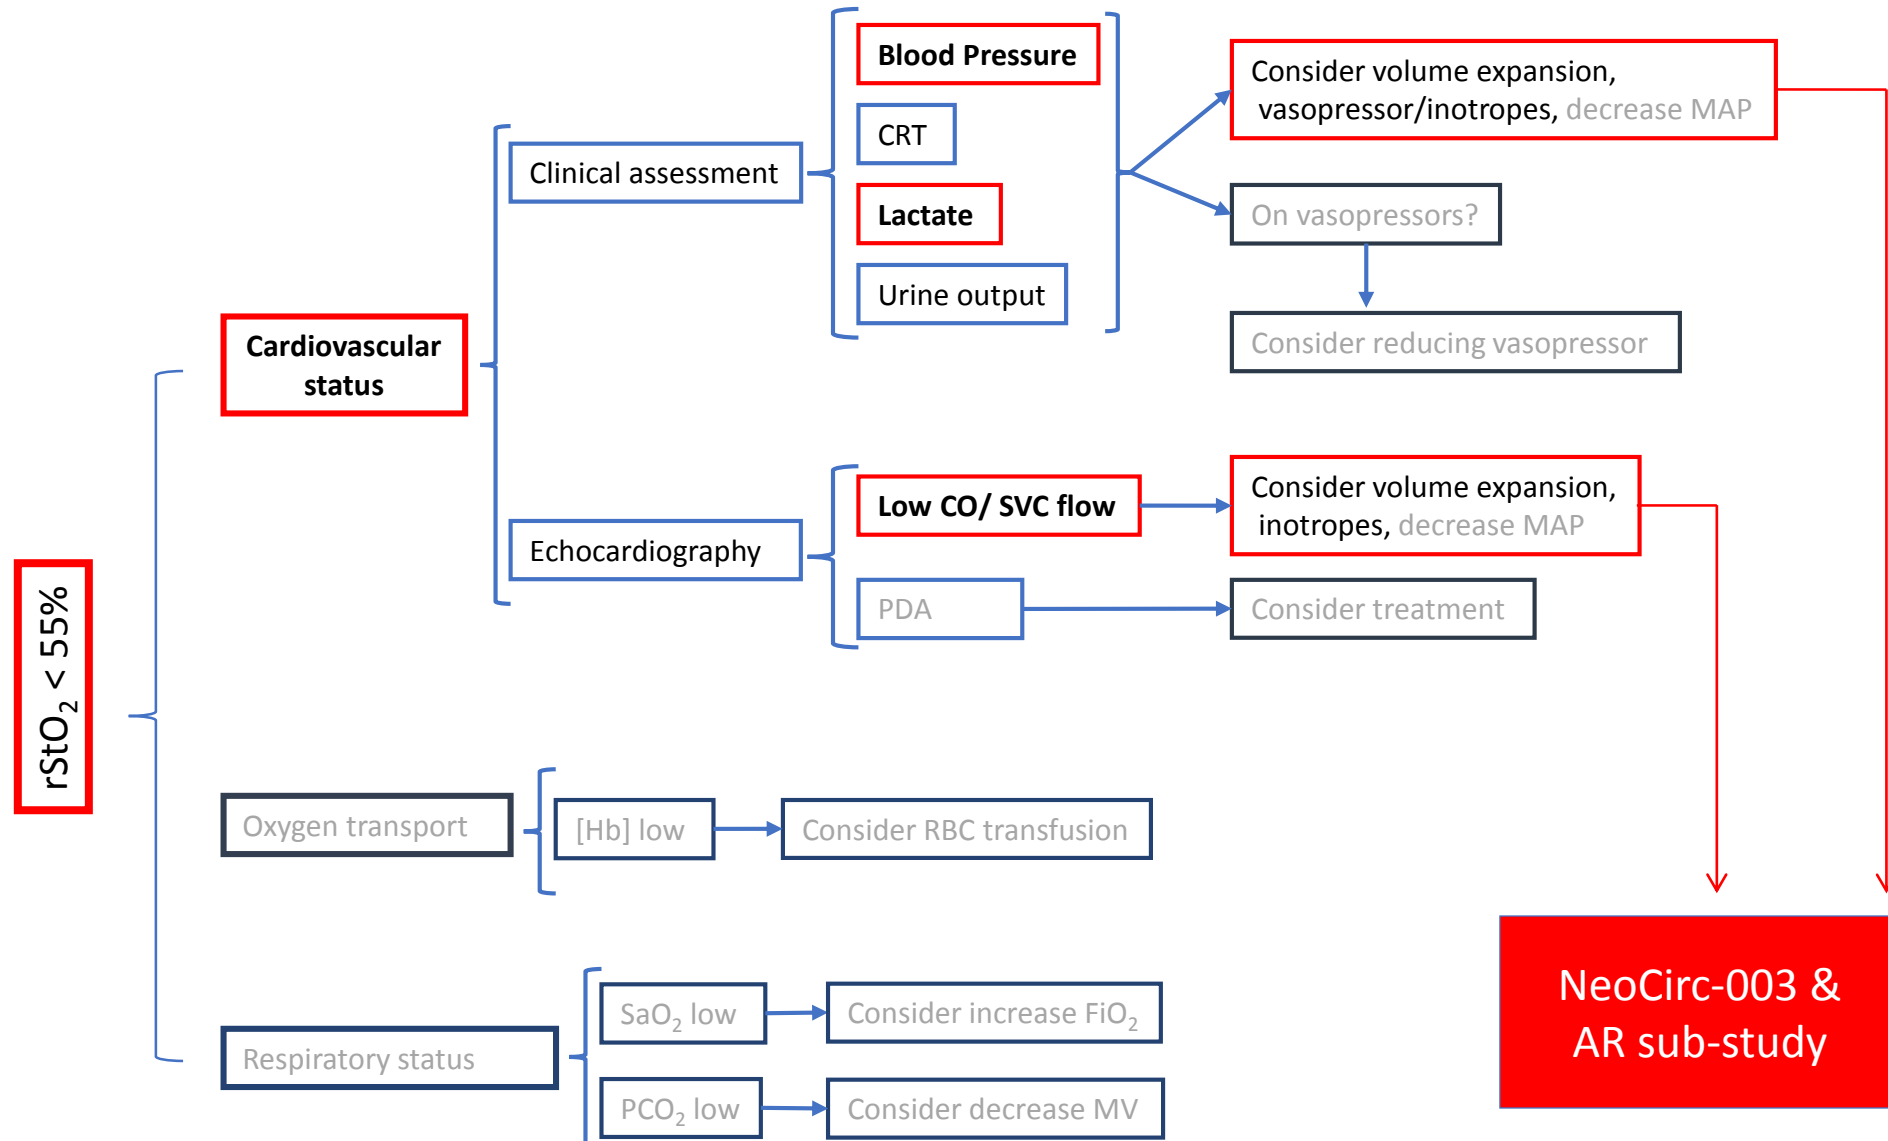 rStO₂ < 55%
Cardiovascular
status
Clinical assessment
Blood Pressure
CRT
Lactate
Urine output
Consider volume expansion,
vasopressor/inotropes, decrease MAP
On vasopressors?
Consider reducing vasopressor
Echocardiography
Low CO/ SVC flow
Consider volume expansion,
inotropes, decrease MAP
PDA
Consider treatment
Oxygen transport
[Hb] low
Consider RBC transfusion
Respiratory status
SaO₂ low
Consider increase FiO₂
PCO₂ low
Consider decrease MV
NeoCirc-003 &
AR sub-study